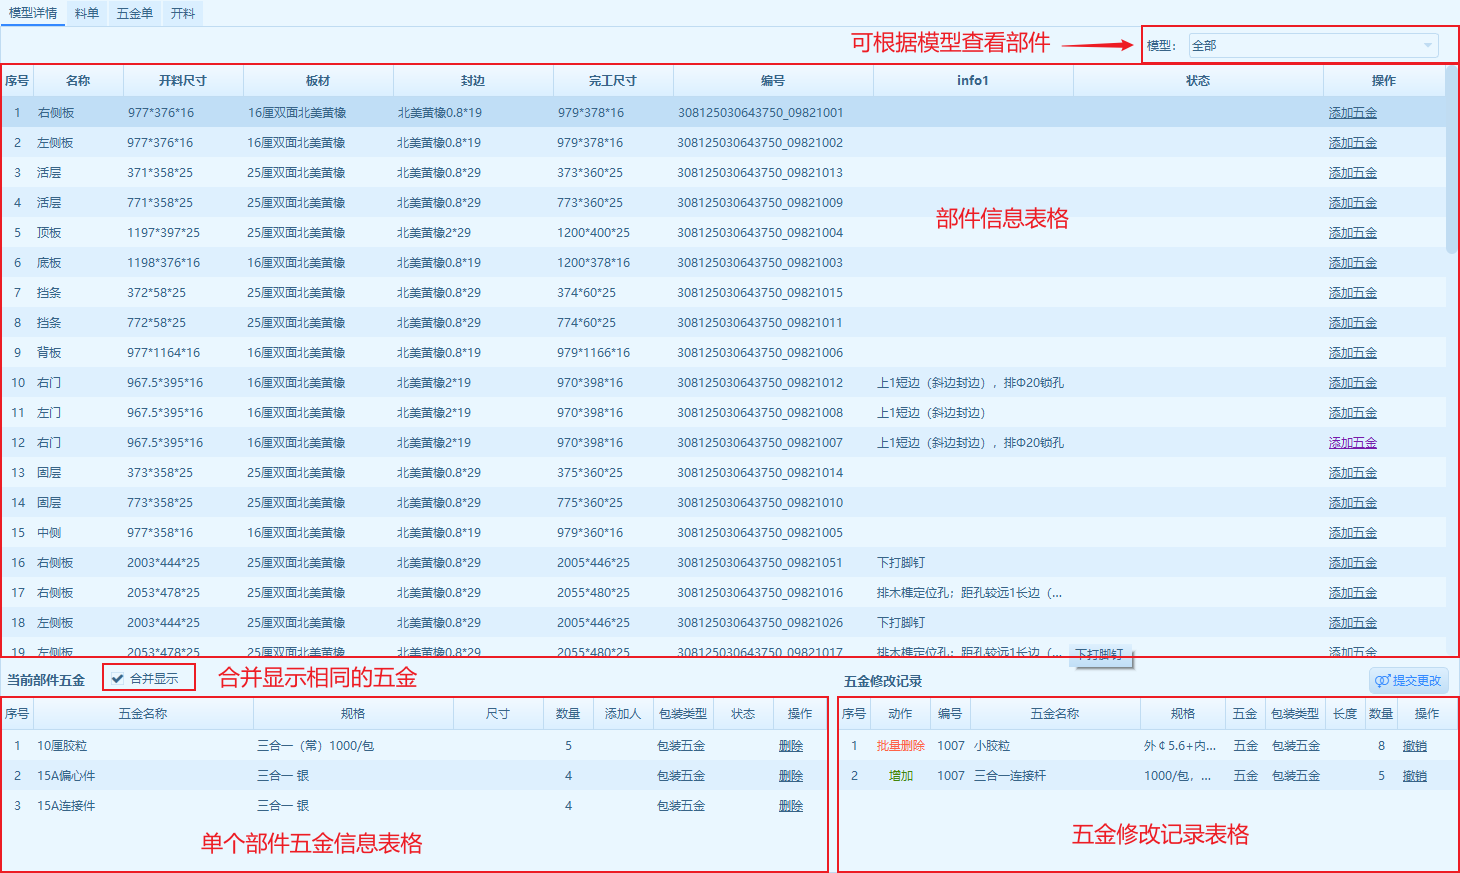 模型详情 料单 五金单 开料
可根据模型查看部件 模型： 全部
序号 名称 开料尺寸 板材 封边 完工尺寸 编号 info1 状态 操作
1 右侧板 977*376*16 16厘双面北美黄橡 北美黄橡0.8*19 979*378*16 308125030643750_09821001 添加五金
2 左侧板 977*376*16 16厘双面北美黄橡 北美黄橡0.8*19 979*378*16 308125030643750_09821002 添加五金
3 活层 371*358*25 25厘双面北美黄橡 北美黄橡0.8*29 373*360*25 308125030643750_09821013 添加五金
4 活层 771*358*25 25厘双面北美黄橡 北美黄橡0.8*29 773*360*25 308125030643750_09821009 添加五金
部件信息表格
5 顶板 1197*397*25 25厘双面北美黄橡 北美黄橡2*29 1200*400*25 308125030643750_09821004 添加五金
6 底板 1198*376*16 16厘双面北美黄橡 北美黄橡0.8*19 1200*378*16 308125030643750_09821003 添加五金
7 挡条 372*58*25 25厘双面北美黄橡 北美黄橡0.8*29 374*60*25 308125030643750_09821015 添加五金
8 挡条 772*58*25 25厘双面北美黄橡 北美黄橡0.8*29 774*60*25 308125030643750_09821011 添加五金
9 背板 977*1164*16 16厘双面北美黄橡 北美黄橡0.8*19 979*1166*16 308125030643750_09821006 添加五金
10 右门 967.5*395*16 16厘双面北美黄橡 北美黄橡2*19 970*398*16 308125030643750_09821012 上1短边（斜边封边），排Φ20锁孔 添加五金
11 左门 967.5*395*16 16厘双面北美黄橡 北美黄橡2*19 970*398*16 308125030643750_09821008 上1短边（斜边封边） 添加五金
12 右门 967.5*395*16 16厘双面北美黄橡 北美黄橡2*19 970*398*16 308125030643750_09821007 上1短边（斜边封边），排Φ20锁孔 添加五金
13 固层 373*358*25 25厘双面北美黄橡 北美黄橡0.8*29 375*360*25 308125030643750_09821014 添加五金
14 固层 773*358*25 25厘双面北美黄橡 北美黄橡0.8*29 775*360*25 308125030643750_09821010 添加五金
15 中侧 977*358*16 16厘双面北美黄橡 北美黄橡0.8*19 979*360*16 308125030643750_09821005 添加五金
16 右侧板 2003*444*25 25厘双面北美黄橡 北美黄橡0.8*29 2005*446*25 308125030643750_09821051 下打脚钉 添加五金
17 右侧板 2053*478*25 25厘双面北美黄橡 北美黄橡0.8*29 2055*480*25 308125030643750_09821016 排木榫定位孔；距孔较远1长边（... 添加五金
18 左侧板 2003*444*25 25厘双面北美黄橡 北美黄橡0.8*29 2005*446*25 308125030643750_09821026 下打脚钉 添加五金
19 左侧板 2053*478*25 25厘双面北美黄橡 北美黄橡0.8*29 2055*480*25 308125030643750_09821017 排木榫定位孔；距孔较远1长边（... 添加五金
下打脚钉
当前部件五金 合并显示 合并显示相同的五金 五金修改记录 提交更改
序号 五金名称 规格 尺寸 数量 添加人 包装类型 状态 操作
1 10厘胶粒 三合一（常）1000/包 5 包装五金 删除
2 15A偏心件 三合一 银 4 包装五金 删除
3 15A连接件 三合一 银 4 包装五金 删除
单个部件五金信息表格
序号 动作 编号 五金名称 规格 五金 包装类型 长度 数量 操作
1 批量删除 1007 小胶粒 外￠5.6+内... 五金 包装五金 8 撤销
2 增加 1007 三合一连接杆 1000/包，... 五金 包装五金 5 撤销
五金修改记录表格